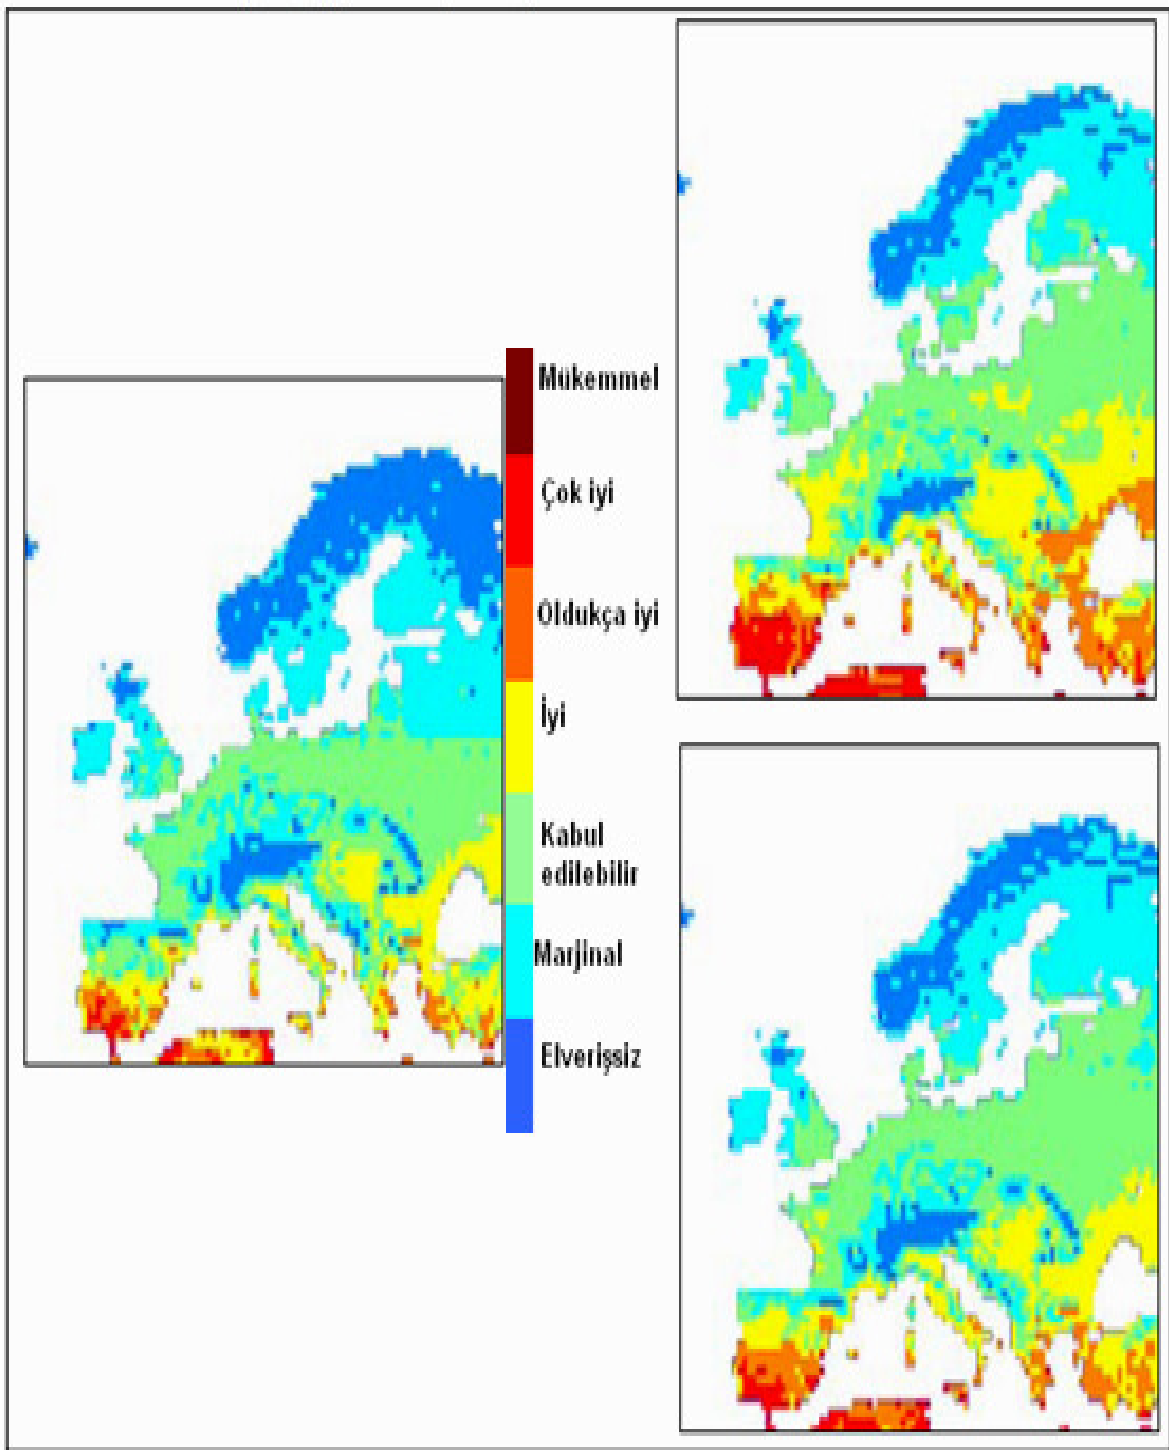 Mükemmel
Çok iyi
Oldukça iyi
İyi
Kabul
edilebilir
Marjinal
Elverişsiz